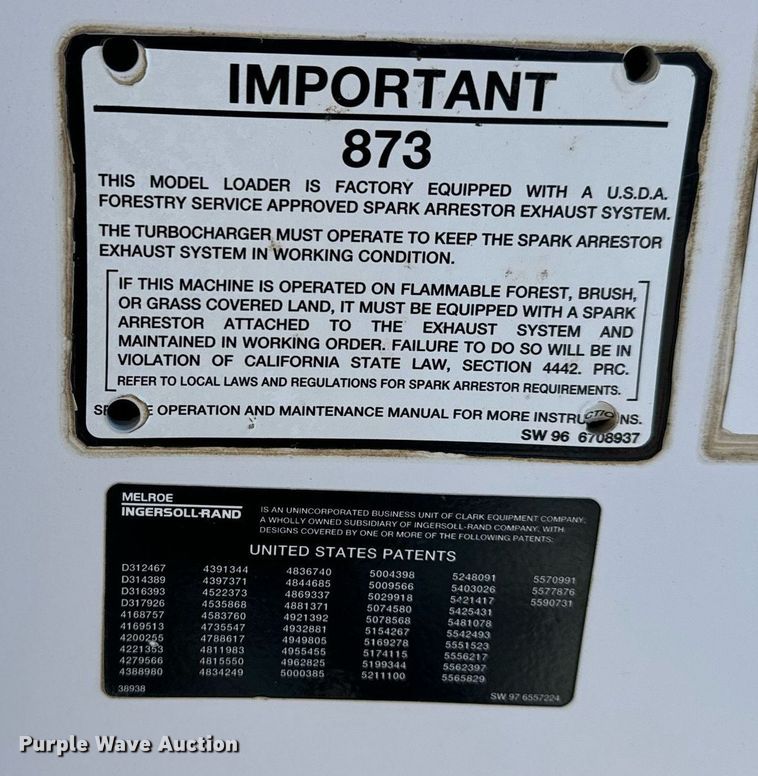 IMPORTANT
873
THIS MODEL LOADER IS FACTORY EQUIPPED WITH A U.S.D.A.
FORESTRY SERVICE APPROVED SPARK ARRESTOR EXHAUST SYSTEM.
THE TURBOCHARGER MUST OPERATE TO KEEP THE SPARK ARRESTOR
EXHAUST SYSTEM IN WORKING CONDITION.
IF THIS MACHINE IS OPERATED ON FLAMMABLE FOREST, BRUSH,
OR GRASS COVERED LAND, IT MUST BE EQUIPPED WITH A SPARK
ARRESTOR ATTACHED TO THE EXHAUST SYSTEM AND
MAINTAINED IN WORKING ORDER. FAILURE TO DO SO WILL BE IN
VIOLATION OF CALIFORNIA STATE LAW, SECTION 4442. PRC.
REFER TO LOCAL LAWS AND REGULATIONS FOR SPARK ARRESTOR REQUIREMENTS.
OPERATION AND MAINTENANCE MANUAL FOR MORE INSTRUCTIONS.
SW 96 6708937
MELROE
INGERSOLL-RAND
IS AN UNINCORPORATED BUSINESS UNIT OF CLARK EQUIPMENT COMPANY,
A WHOLLY OWNED SUBSIDIARY OF INGERSOLL-RAND COMPANY, WITH
DESIGNS COVERED BY ONE OR MORE OF THE FOLLOWING PATENTS:
UNITED STATES PATENTS
D312467 4391344 4836740 5004398 5248091 5570991
D314389 4397371 4844685 5009566 5403026 5577876
D316393 4522373 4869337 5029918 5421417 5590731
D317926 4535868 4881371 5074580 5425431
4168757 4583760 4921392 5078568 5481078
4169513 4735547 4932881 5154267 5542493
4200255 4788617 4949805 5169278 5551523
4221353 4811983 4955455 5174115 5556217
4279566 4815550 4962825 5199344 5562397
4388980 4834249 5000385 5211100 5565829
38938
SW 97 6557224
Purple Wave Auction